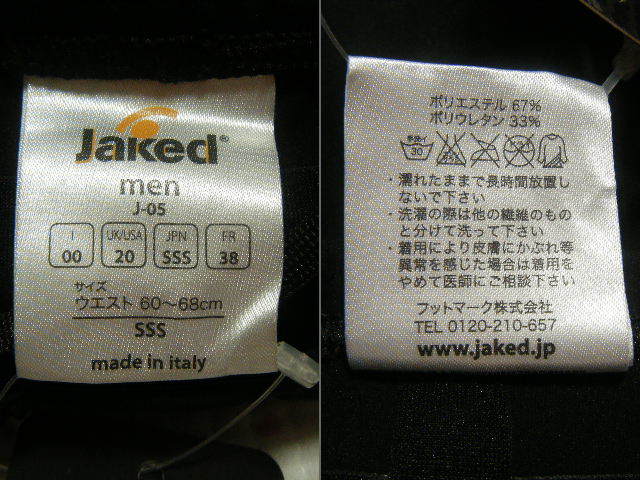 Jaked®
men
J-05
I UK/USA JPN FR
00 20 SSS 38
サイズ
ウエスト 60～68cm
SSS
made in italy
ポリエステル 67%
ポリウレタン 33%
手洗イ
30
・濡れたままで長時間放置し
ないで下さい
・洗濯の際は他の繊維のもの
と分けて洗って下さい
・着用により皮膚にかぶれ等
異常を感じた場合は着用を
やめて医師にご相談下さい
フットマーク株式会社
TEL 0120-210-657
www.jaked.jp